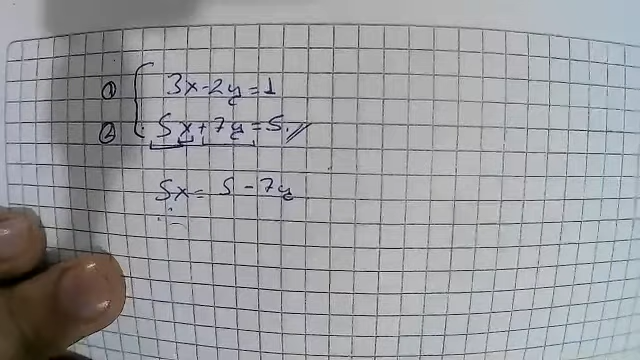 ① 3x-2y=1
② 5x+7y=5.//
5x= 5-7y